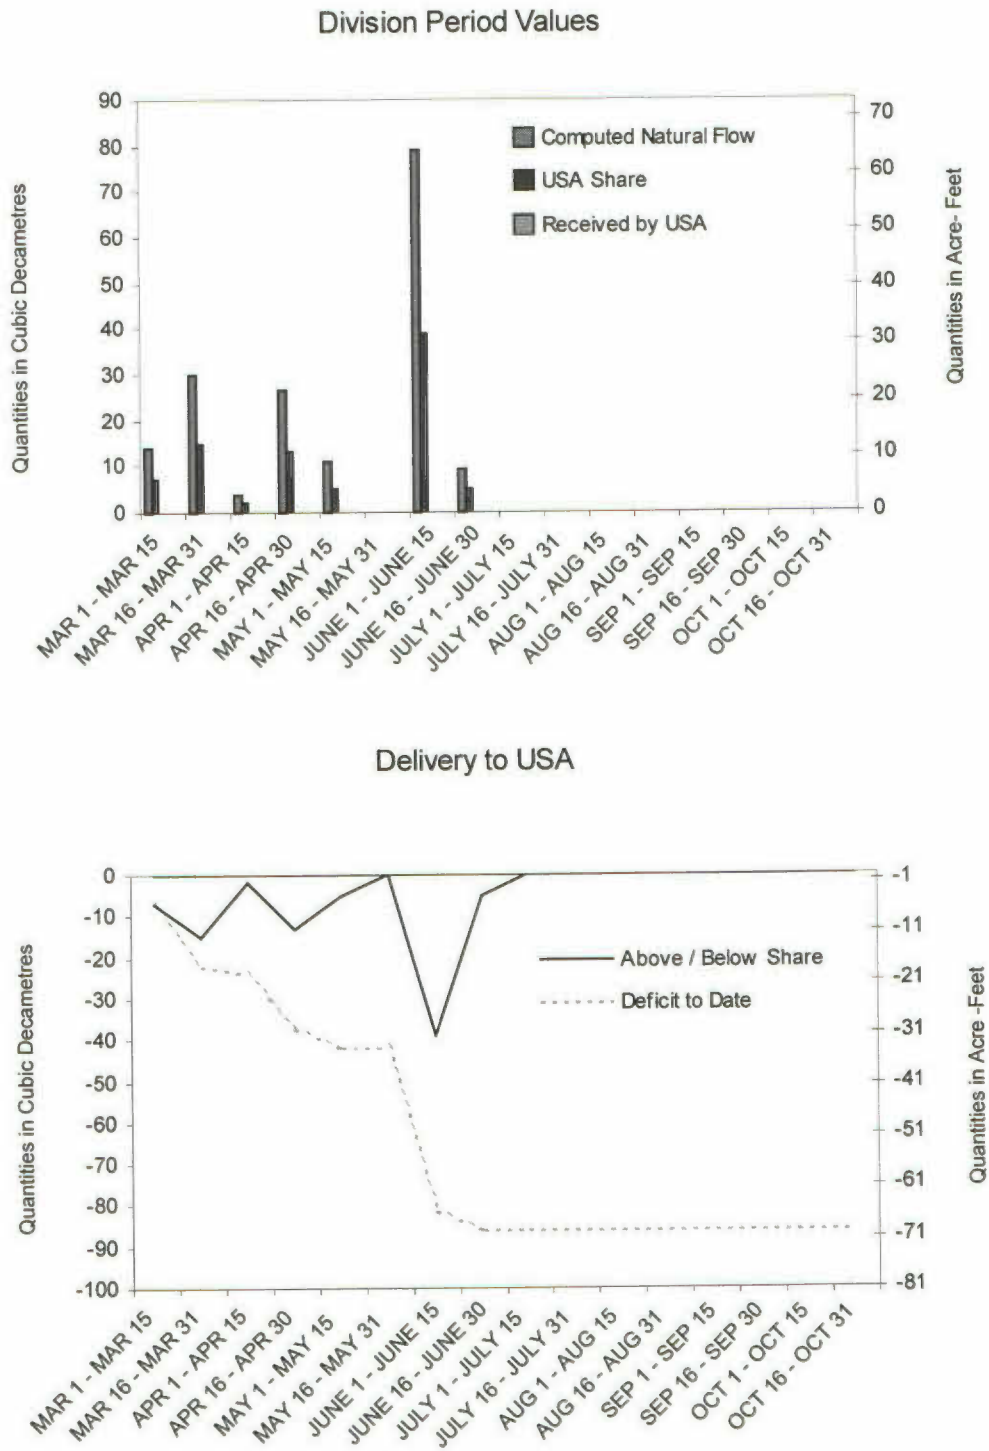 Division Period Values
Quantities in Cubic Decametres
90
80
70
60
50
40
30
20
10
0
Computed Natural Flow
USA Share
Received by USA
70
60
50
40
30
20
10
0
Quantities in Acre- Feet
MAR 1 - MAR 15
MAR 16 - MAR 31
APR 1 - APR 15
APR 16 - APR 30
MAY 1 - MAY 15
MAY 16 - MAY 31
JUNE 1 - JUNE 15
JUNE 16 - JUNE 30
JULY 1 - JULY 15
JULY 16 - JULY 31
AUG 1 - AUG 15
AUG 16 - AUG 31
SEP 1 - SEP 15
SEP 16 - SEP 30
OCT 1 - OCT 15
OCT 16 - OCT 31
Delivery to USA
Quantities in Cubic Decametres
0
-10
-20
-30
-40
-50
-60
-70
-80
-90
-100
Above / Below Share
Deficit to Date
-1
-11
-21
-31
-41
-51
-61
-71
-81
Quantities in Acre -Feet
MAR 1 - MAR 15
MAR 16 - MAR 31
APR 1 - APR 15
APR 16 - APR 30
MAY 1 - MAY 15
MAY 16 - MAY 31
JUNE 1 - JUNE 15
JUNE 16 - JUNE 30
JULY 1 - JULY 15
JULY 16 - JULY 31
AUG 1 - AUG 15
AUG 16 - AUG 31
SEP 1 - SEP 15
SEP 16 - SEP 30
OCT 1 - OCT 15
OCT 16 - OCT 31